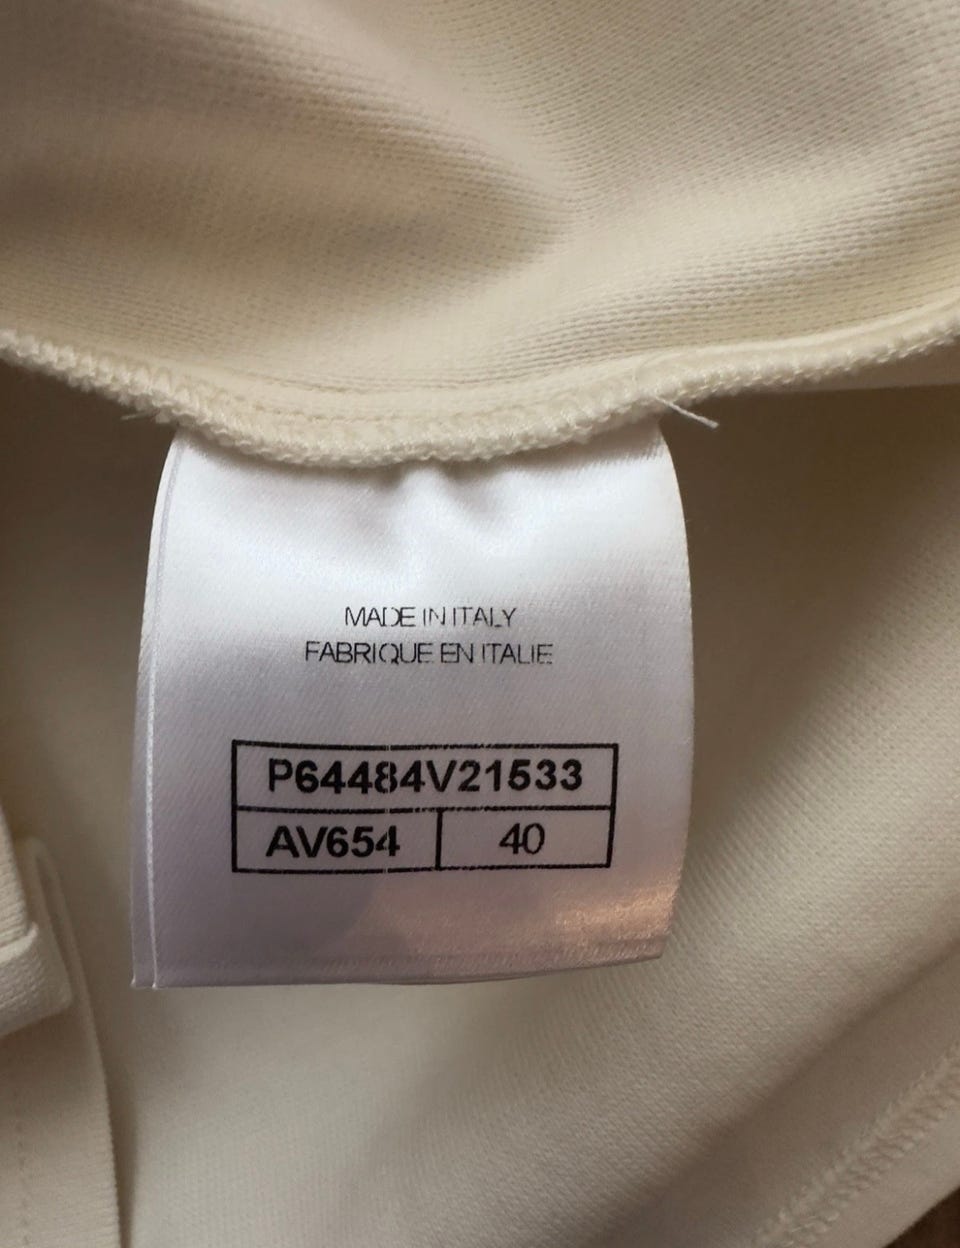 MADE IN ITALY
FABRIQUE EN ITALIE
P64484V21533
AV654 40